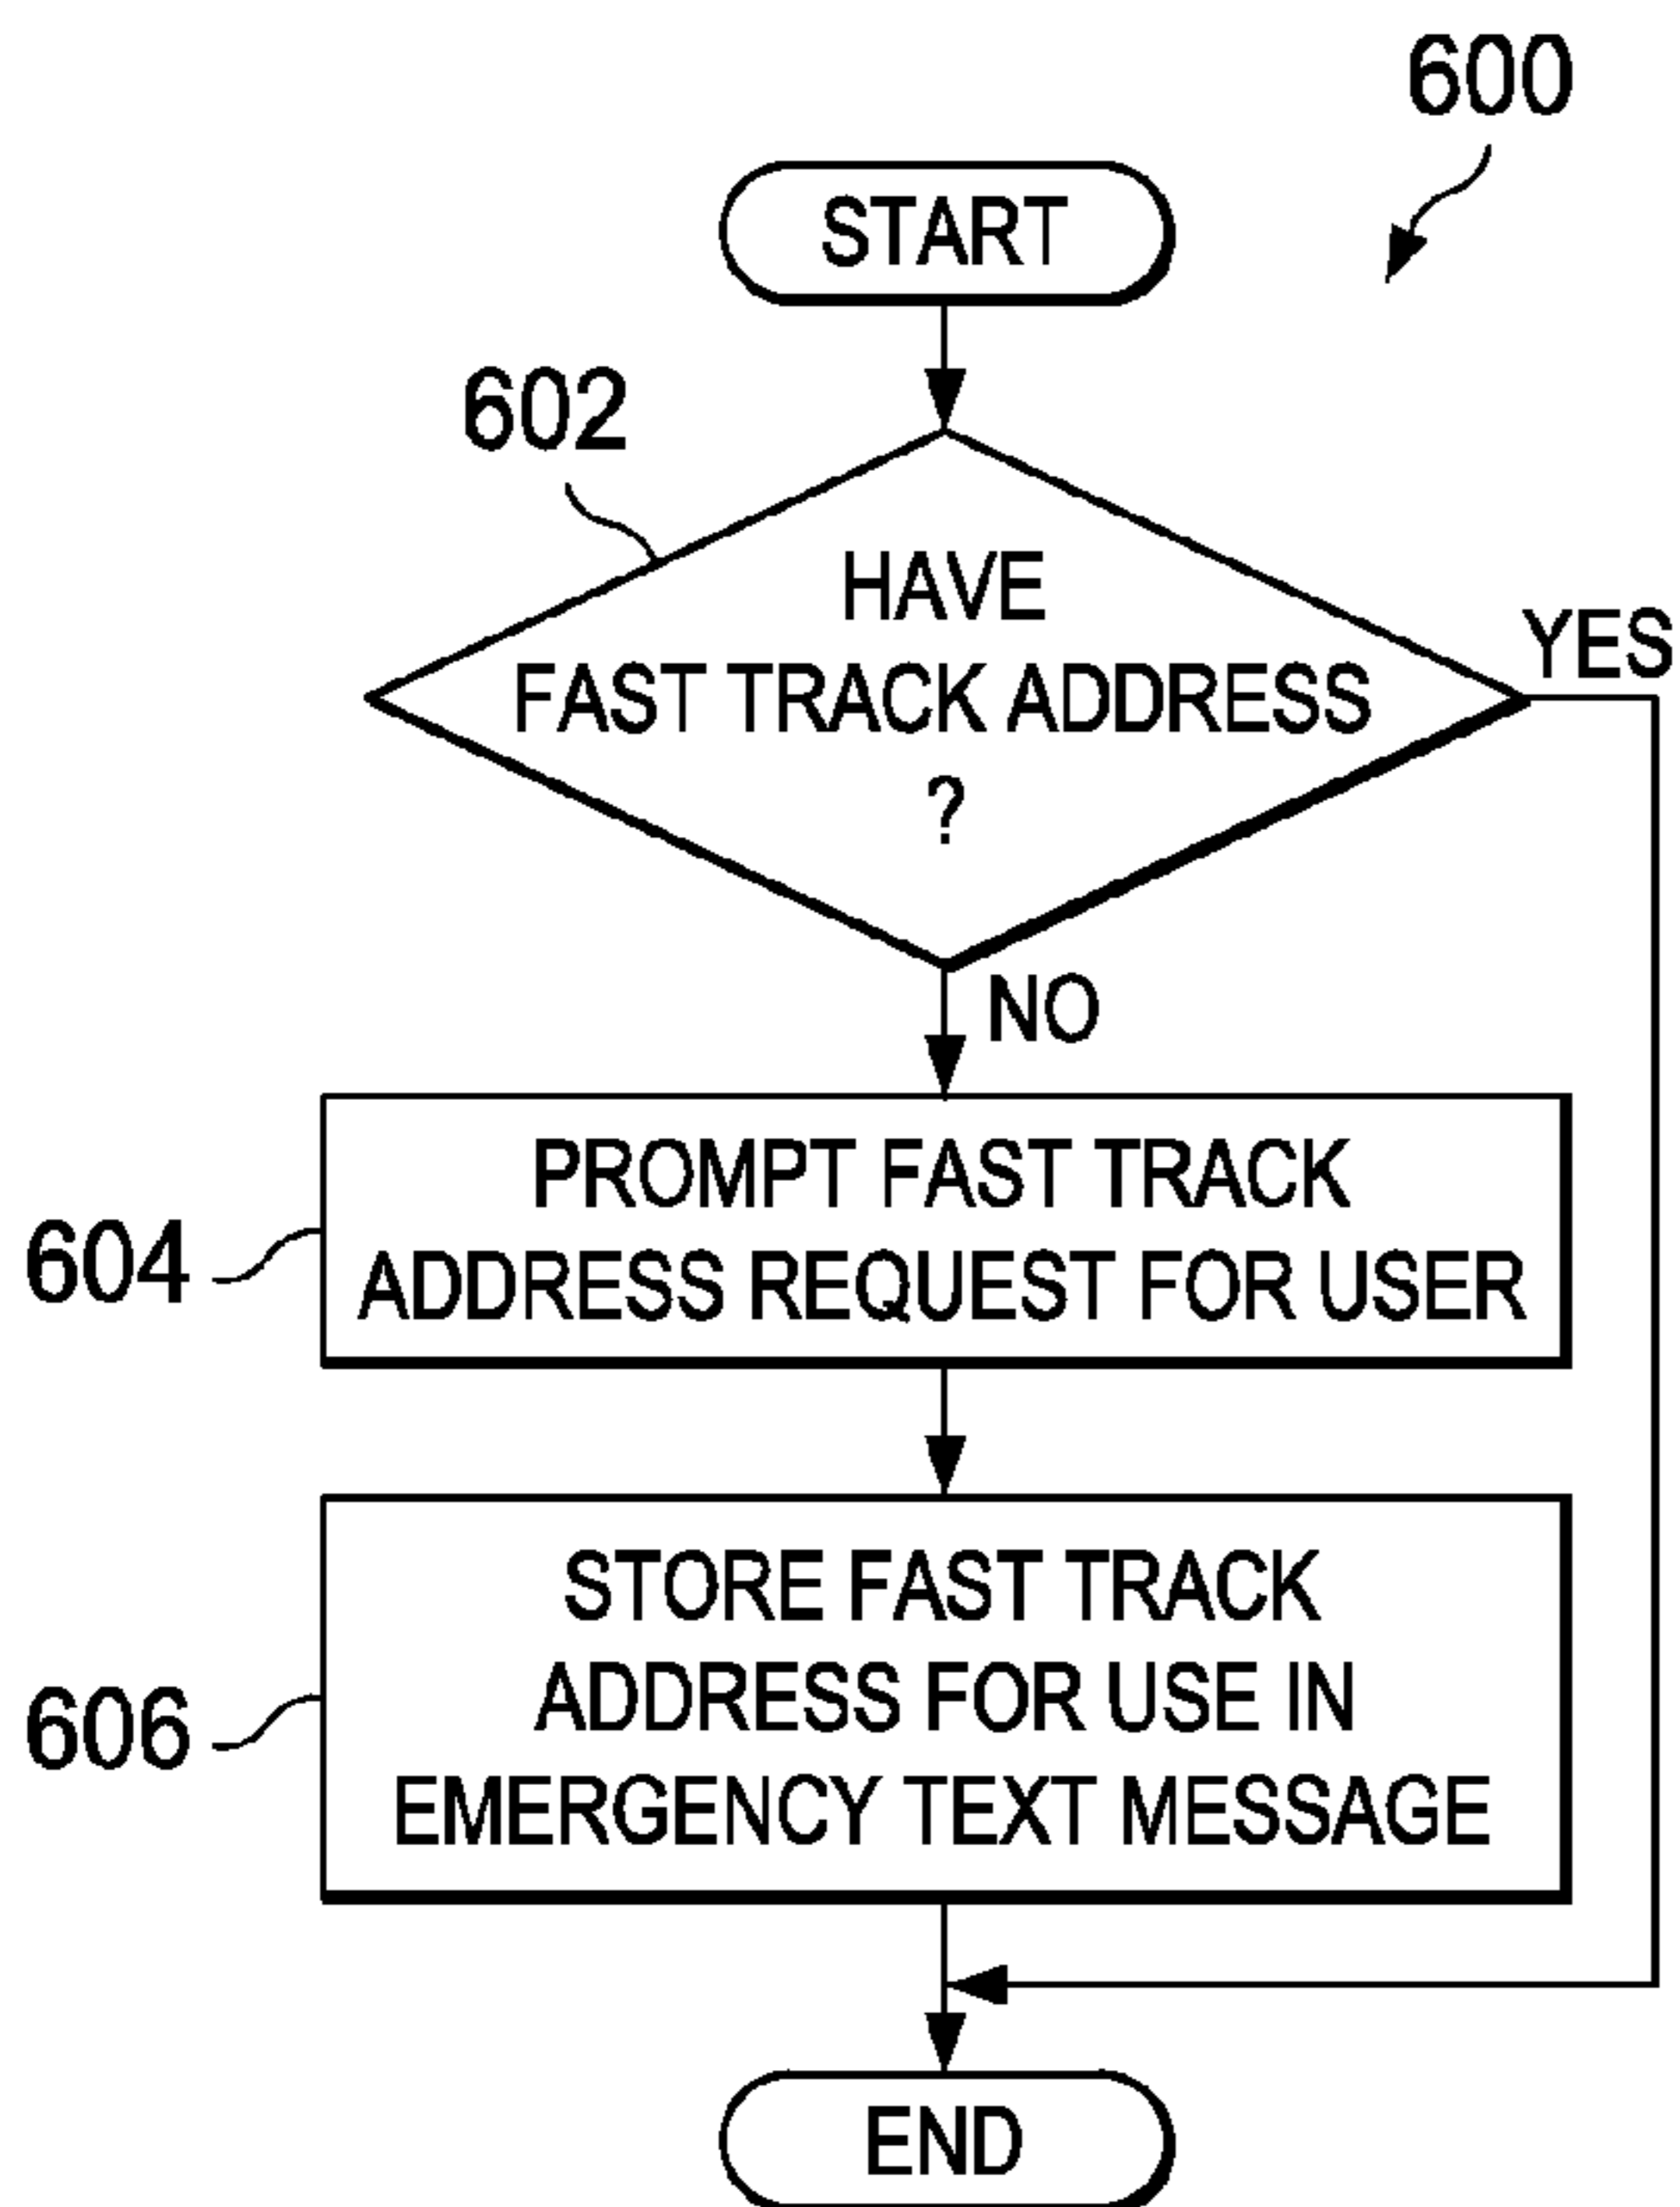 600
START
602
HAVE
FAST TRACK ADDRESS
?
YES
NO
PROMPT FAST TRACK
ADDRESS REQUEST FOR USER
604
STORE FAST TRACK
ADDRESS FOR USE IN
EMERGENCY TEXT MESSAGE
606
END